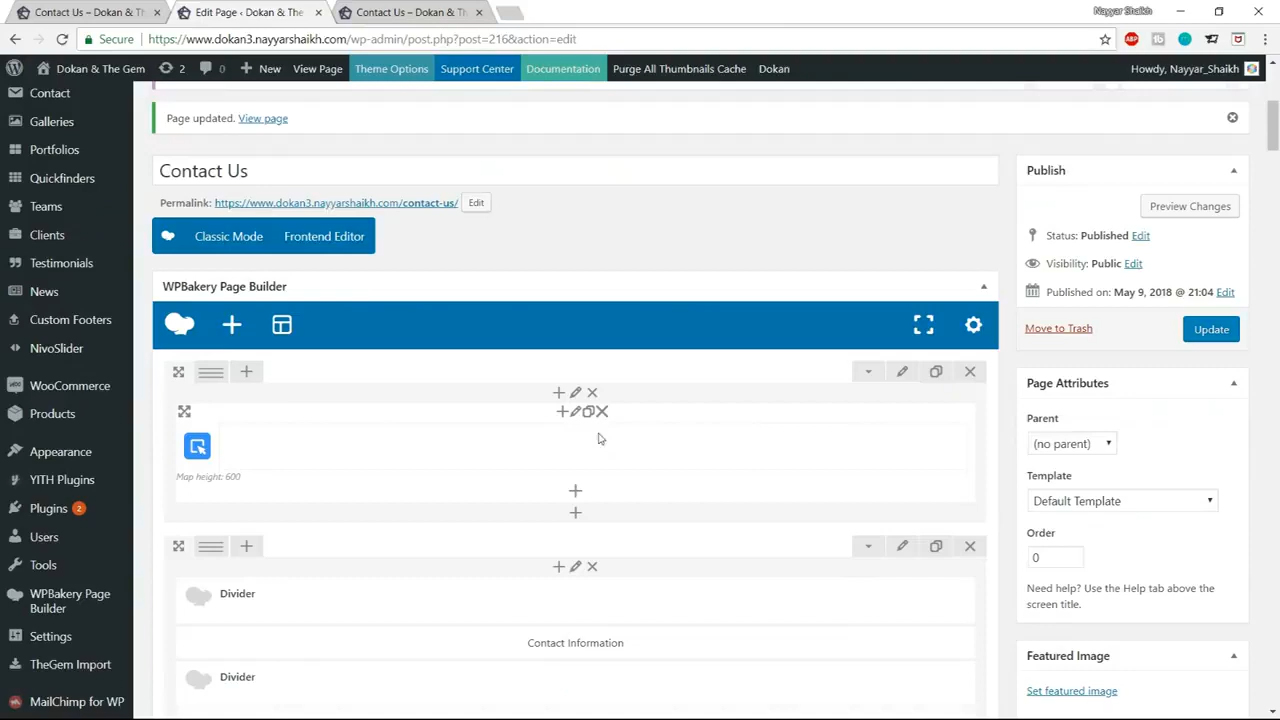 Contact Us – Dokan & The
Edit Page ‹ Dokan & The
Contact Us – Dokan & The
Nayyar Shaikh
Secure
https://www.dokan3.nayyarshaikh.com/wp-admin/post.php?post=216&action=edit
ABP
Dokan & The Gem
2
0
New
View Page
Theme Options
Support Center
Documentation
Purge All Thumbnails Cache
Dokan
Howdy, Nayyar_Shaikh
Contact
Galleries
Portfolios
Quickfinders
Teams
Clients
Testimonials
News
Custom Footers
NivoSlider
WooCommerce
Products
Appearance
YITH Plugins
Plugins 2
Users
Tools
WPBakery Page
Builder
Settings
TheGem Import
MailChimp for WP
Page updated. View page
Contact Us
Permalink: https://www.dokan3.nayyarshaikh.com/contact-us/ Edit
Classic Mode
Frontend Editor
WPBakery Page Builder
Map height: 600
Divider
Contact Information
Divider
Publish
Preview Changes
Status: Published Edit
Visibility: Public Edit
Published on: May 9, 2018 @ 21:04 Edit
Move to Trash
Update
Page Attributes
Parent
(no parent)
Template
Default Template
Order
0
Need help? Use the Help tab above the
screen title.
Featured Image
Set featured image